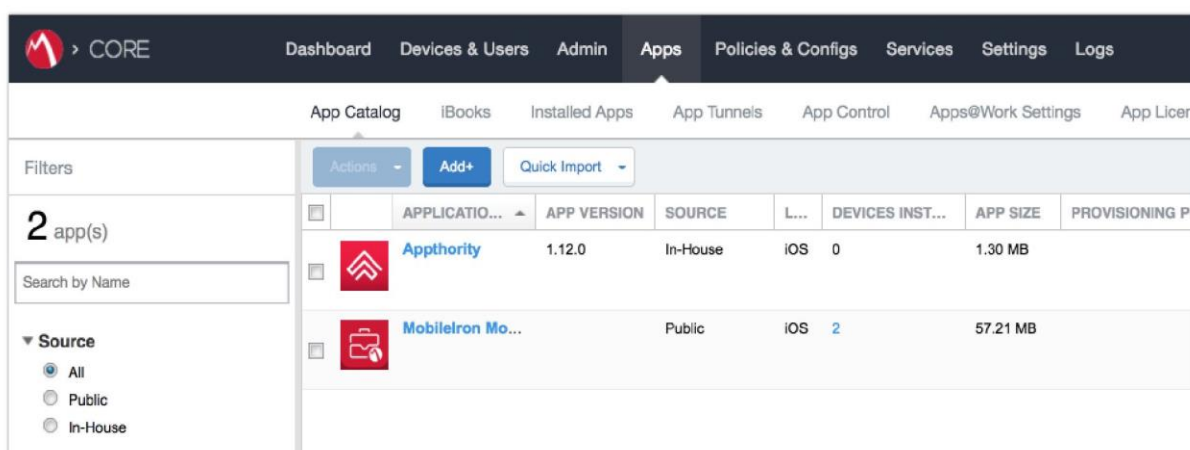 CORE
Dashboard Devices & Users Admin Apps Policies & Configs Services Settings Logs
App Catalog iBooks Installed Apps App Tunnels App Control Apps@Work Settings App Licen
Filters
Actions Add+ Quick Import
2 app(s)
Search by Name
APPLICATIO... APP VERSION SOURCE L... DEVICES INST... APP SIZE PROVISIONING P
Appthority 1.12.0 In-House iOS 0 1.30 MB
MobileIron Mo... Public iOS 2 57.21 MB
Source
All
Public
In-House